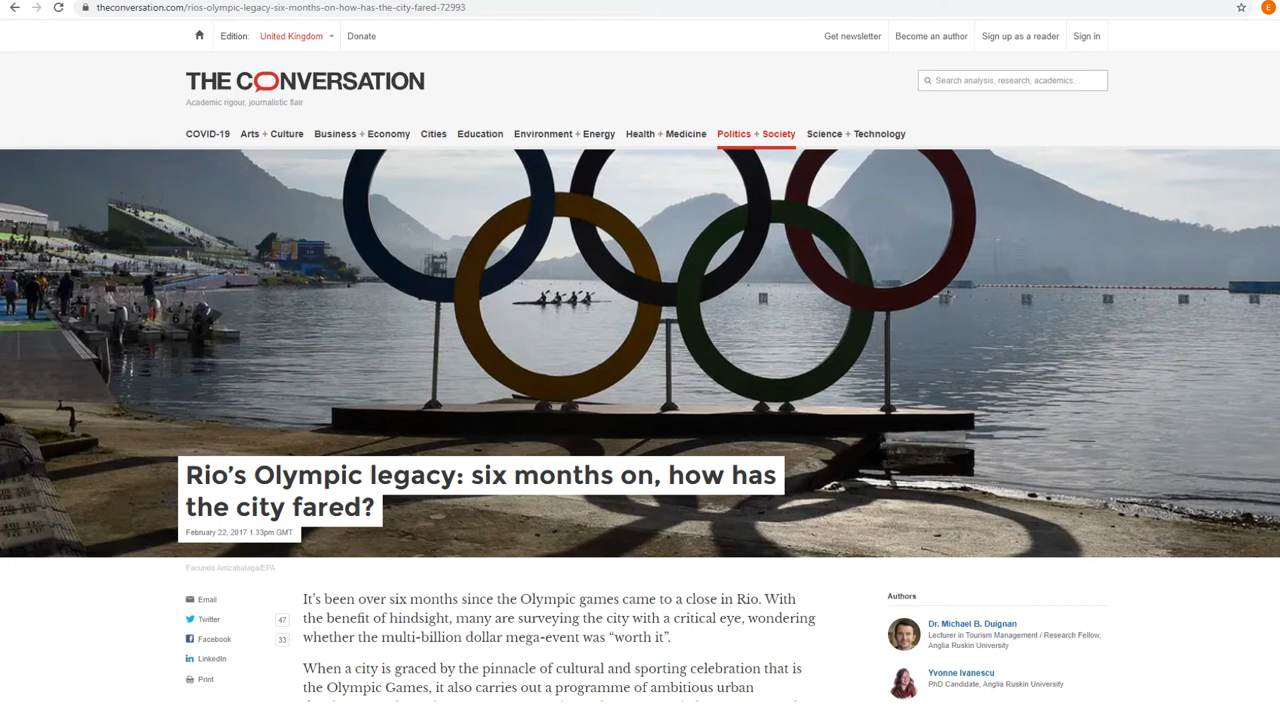 theconversation.com/rios-olympic-legacy-six-months-on-how-has-the-city-fared-72993
E
Edition: United Kingdom
Donate
Get newsletter
Become an author
Sign up as a reader
Sign in
THE CONVERSATION
Academic rigour, journalistic flair
Search analysis, research, academics…
COVID-19 Arts + Culture Business + Economy Cities Education Environment + Energy Health + Medicine Politics + Society Science + Technology
6
Rio’s Olympic legacy: six months on, how has
the city fared?
February 22, 2017 1.33pm GMT
Facundo Arrizabalaga/EPA
Email
Twitter 47
Facebook 33
LinkedIn
Print
It’s been over six months since the Olympic games came to a close in Rio. With
the benefit of hindsight, many are surveying the city with a critical eye, wondering
whether the multi-billion dollar mega-event was “worth it”.
When a city is graced by the pinnacle of cultural and sporting celebration that is
the Olympic Games, it also carries out a programme of ambitious urban
Authors
Dr. Michael B. Duignan
Lecturer in Tourism Management / Research Fellow,
Anglia Ruskin University
Yvonne Ivanescu
PhD Candidate, Anglia Ruskin University